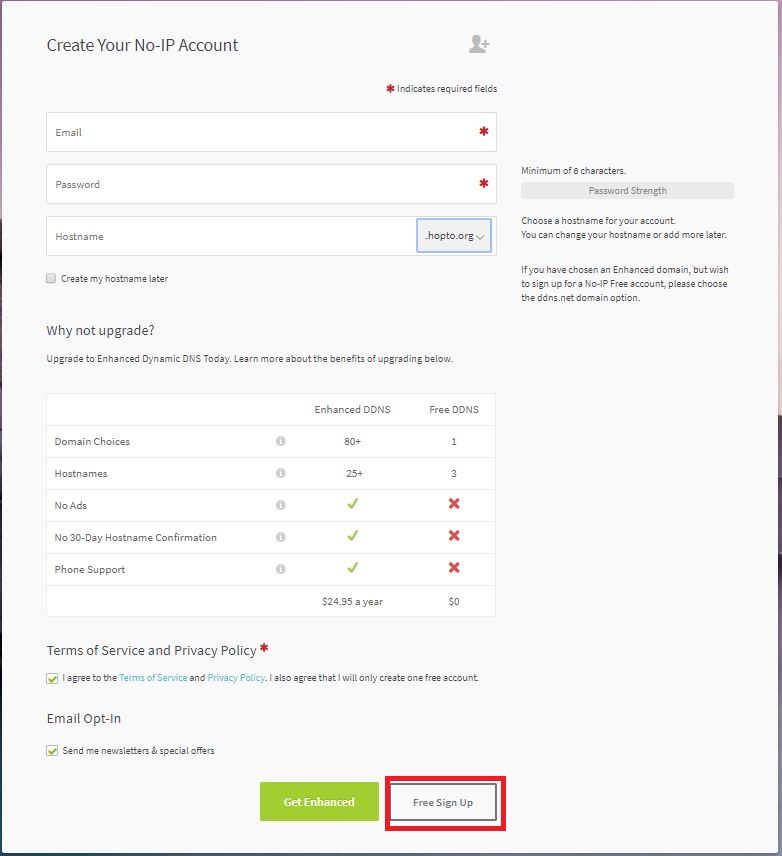 Create Your No-IP Account
* Indicates required fields
Email *
Password *
Minimum of 6 characters.
Password Strength
Hostname .hopto.org
Choose a hostname for your account.
You can change your hostname or add more later.
If you have chosen an Enhanced domain, but wish
to sign up for a No-IP Free account, please choose
the ddns.net domain option.
Create my hostname later
Why not upgrade?
Upgrade to Enhanced Dynamic DNS Today. Learn more about the benefits of upgrading below.
Enhanced DDNS Free DDNS
Domain Choices 80+ 1
Hostnames 25+ 3
No Ads
No 30-Day Hostname Confirmation
Phone Support
$24.95 a year $0
Terms of Service and Privacy Policy *
I agree to the Terms of Service and Privacy Policy. I also agree that I will only create one free account.
Email Opt-In
Send me newsletters & special offers
Get Enhanced Free Sign Up